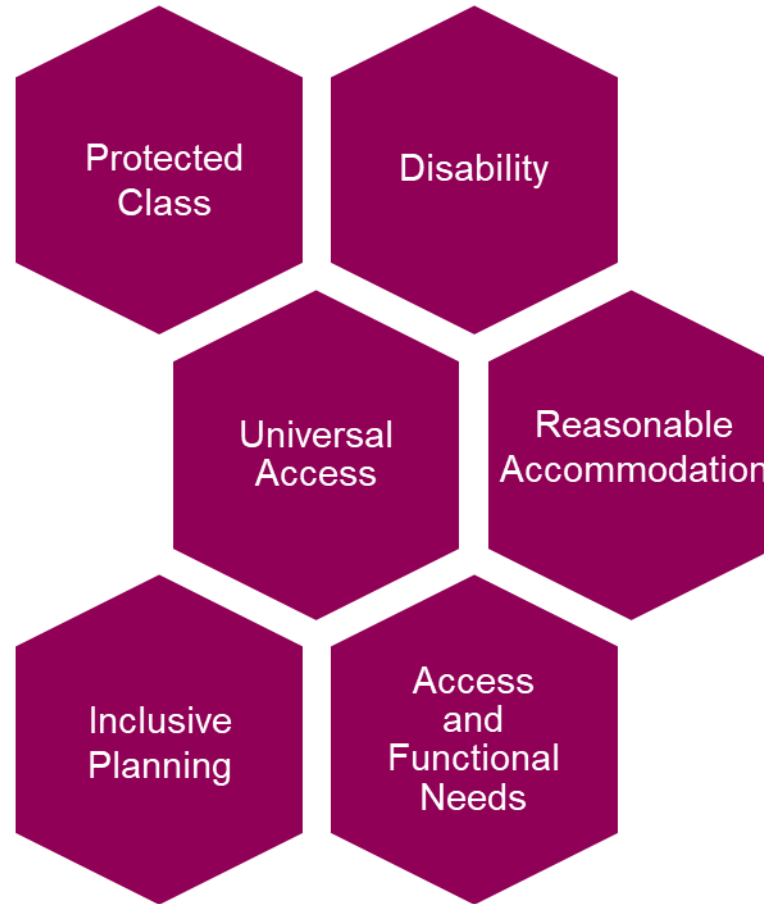 Protected
Class
Disability
Universal
Access
Reasonable
Accommodation
Inclusive
Planning
Access
and
Functional
Needs